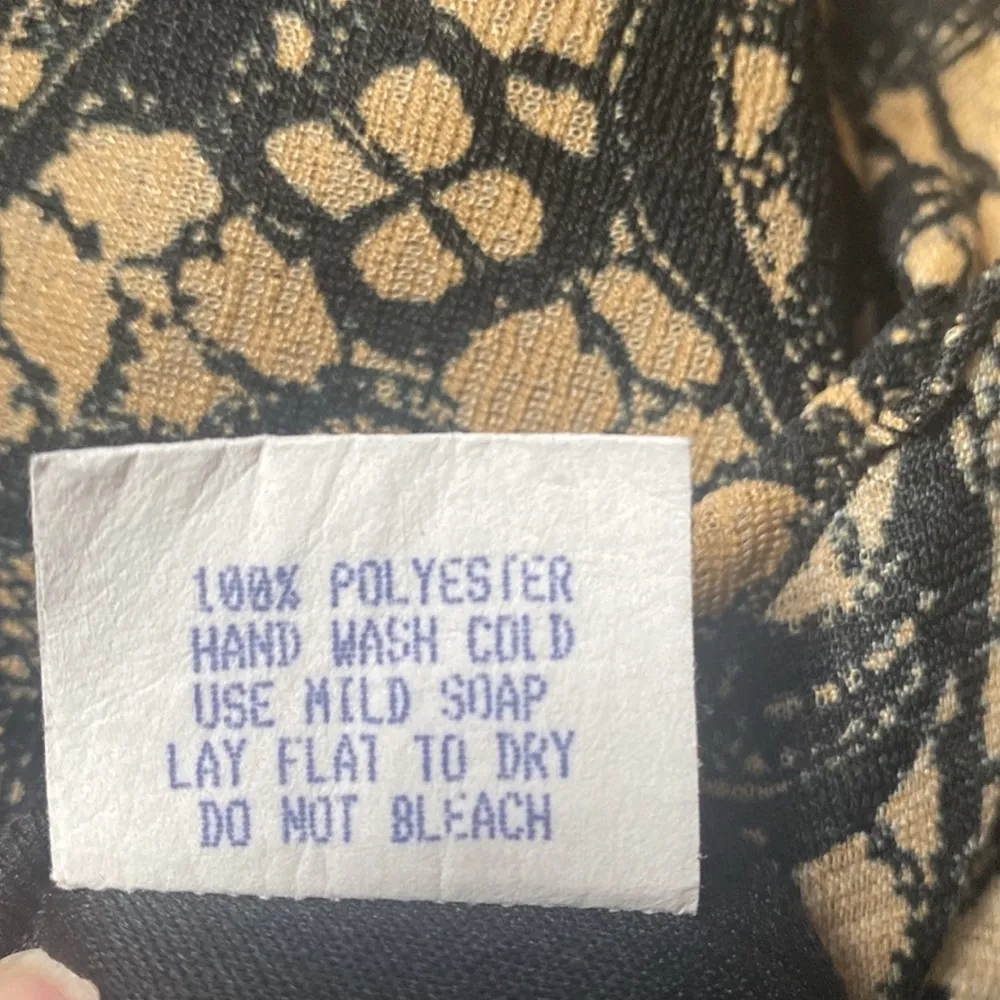 100% POLYESTER
HAND WASH COLD
USE MILD SOAP
LAY FLAT TO DRY
DO NOT BLEACH